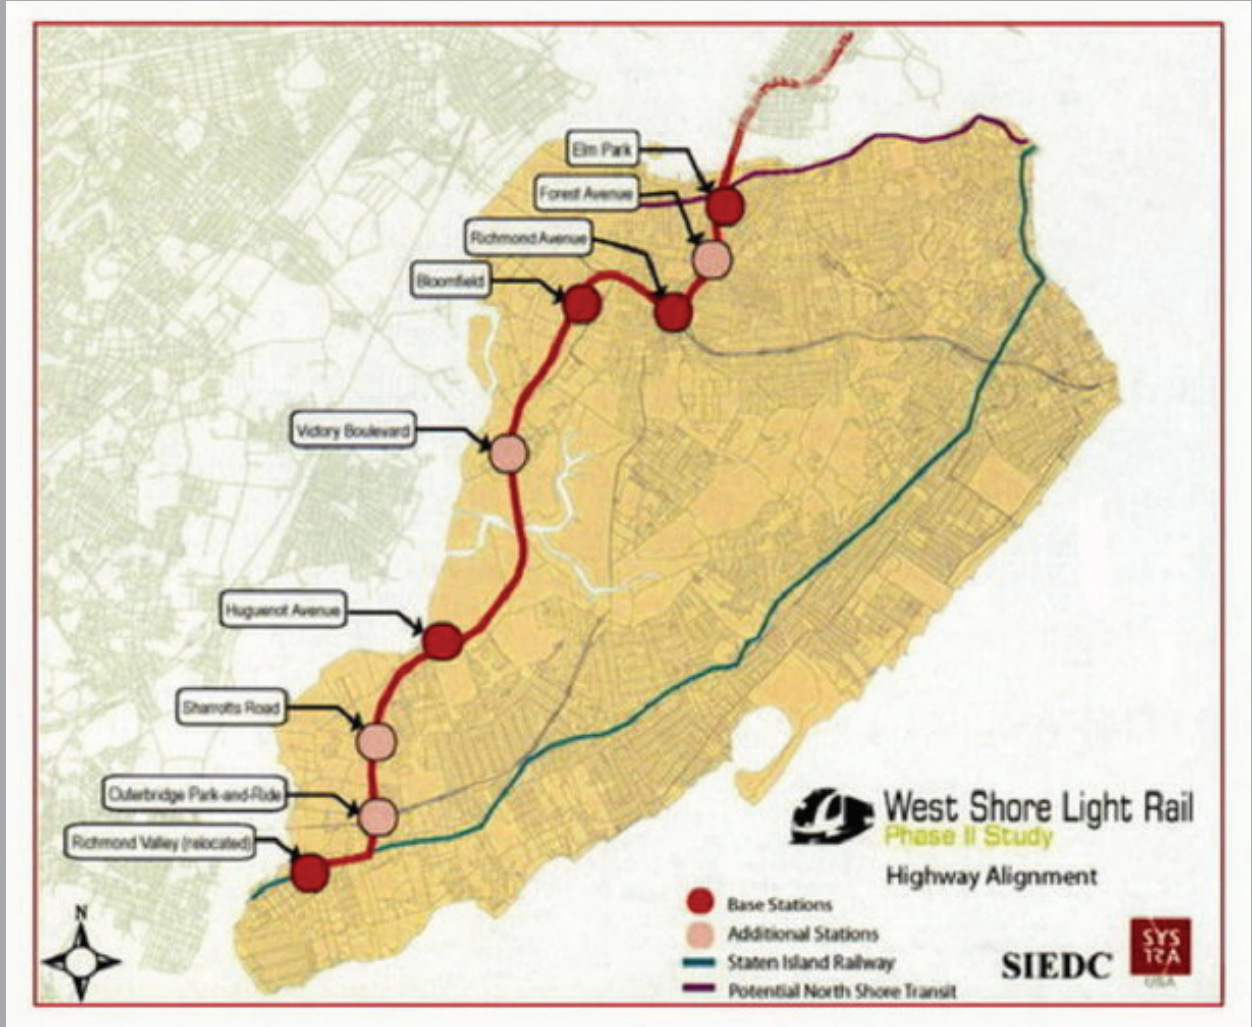 Elm Park
Forest Avenue
Richmond Avenue
Bloomfield
Victory Boulevard
Huguenot Avenue
Sharrotts Road
Outerbridge Park-and-Ride
Richmond Valley (relocated)
N
West Shore Light Rail
Phase II Study
Highway Alignment
Base Stations
Additional Stations
Staten Island Railway
Potential North Shore Transit
SIEDC
SYS
TRA
USA